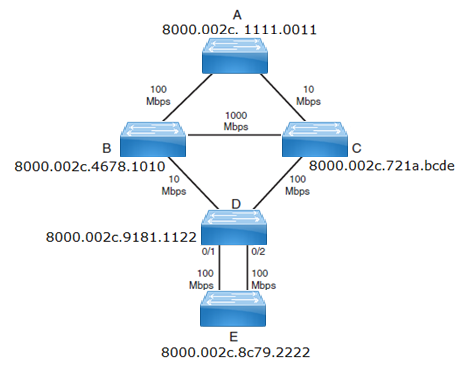 A
8000.002c. 1111.0011
100
Mbps
10
Mbps
1000
Mbps
B
C
8000.002c.4678.1010
8000.002c.721a.bcde
10
Mbps
100
Mbps
D
8000.002c.9181.1122
0/1
0/2
100
Mbps
100
Mbps
E
8000.002c.8c79.2222